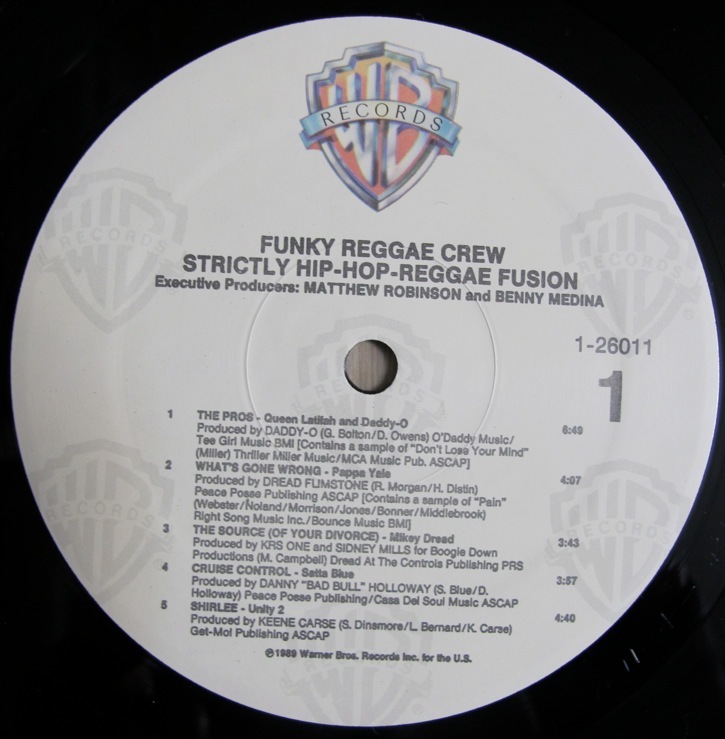 WB
RECORDS
FUNKY REGGAE CREW
STRICTLY HIP-HOP-REGGAE FUSION
Executive Producers: MATTHEW ROBINSON and BENNY MEDINA
1-26011
1
1 THE PROS - Queen Latifah and Daddy-O
Produced by DADDY-O (G. Bolton/D. Owens) O'Daddy Music/ 6:49
Tee Girl Music BMI [Contains a sample of "Don't Lose Your Mind"
(Miller) Thriller Miller Music/MCA Music Pub. ASCAP]
2 WHAT'S GONE WRONG - Pappa Yale
Produced by DREAD FLIMSTONE (R. Morgan/H. Distin) 4:07
Peace Posse Publishing ASCAP [Contains a sample of "Pain"
(Webster/Noland/Morrison/Jones/Bonner/Middlebrook)
Right Song Music Inc./Bounce Music BMI]
3 THE SOURCE (OF YOUR DIVORCE) - Mikey Dread
Produced by KRS ONE and SIDNEY MILLS for Boogie Down 3:43
Productions (M. Campbell) Dread At The Controls Publishing PRS
4 CRUISE CONTROL - Satta Blue
Produced by DANNY "BAD BULL" HOLLOWAY (S. Blue/D. 3:57
Holloway) Peace Posse Publishing/Casa Del Soul Music ASCAP
5 SHIRLEE - Unity 2
Produced by KEENE CARSE (S. Dinsmore/L. Bernard/K. Carse) 4:40
Get-Moi Publishing ASCAP
℗1989 Warner Bros. Records Inc. for the U.S.